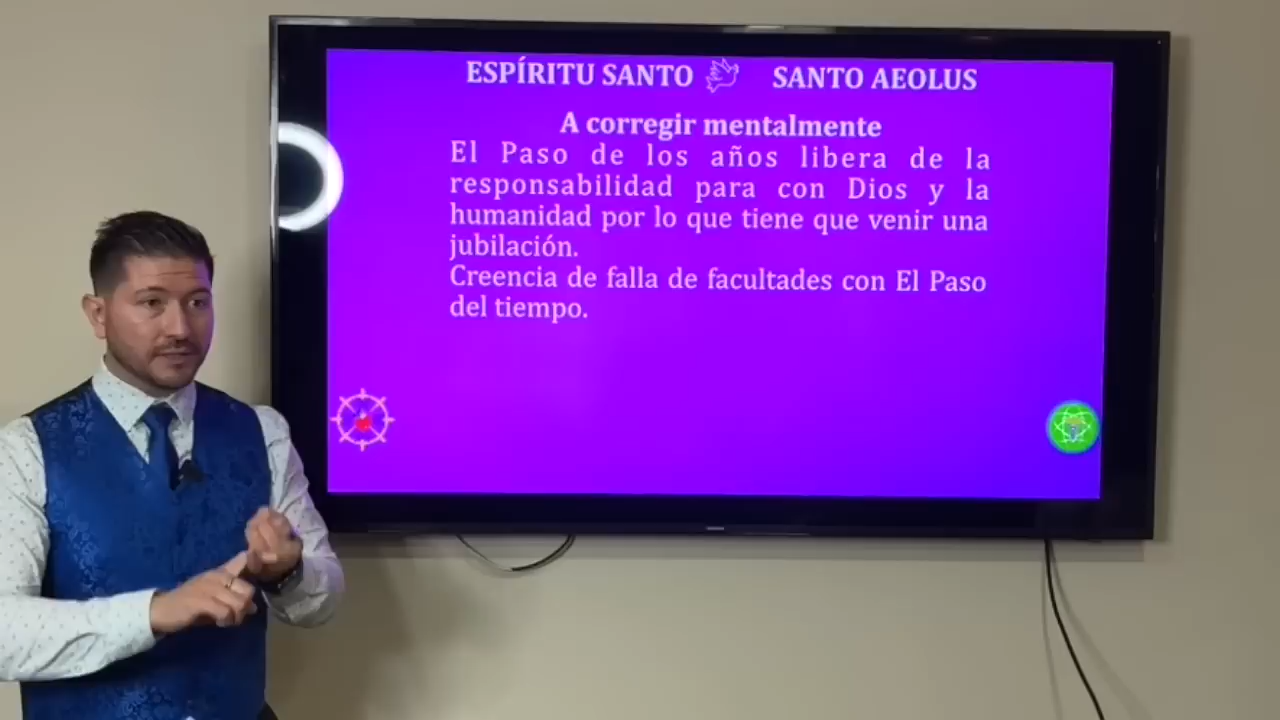 ESPÍRITU SANTO SANTO AEOLUS
A corregir mentalmente
El Paso de los años libera de la
responsabilidad para con Dios y la
humanidad por lo que tiene que venir una
jubilación.
Creencia de falla de facultades con El Paso
del tiempo.